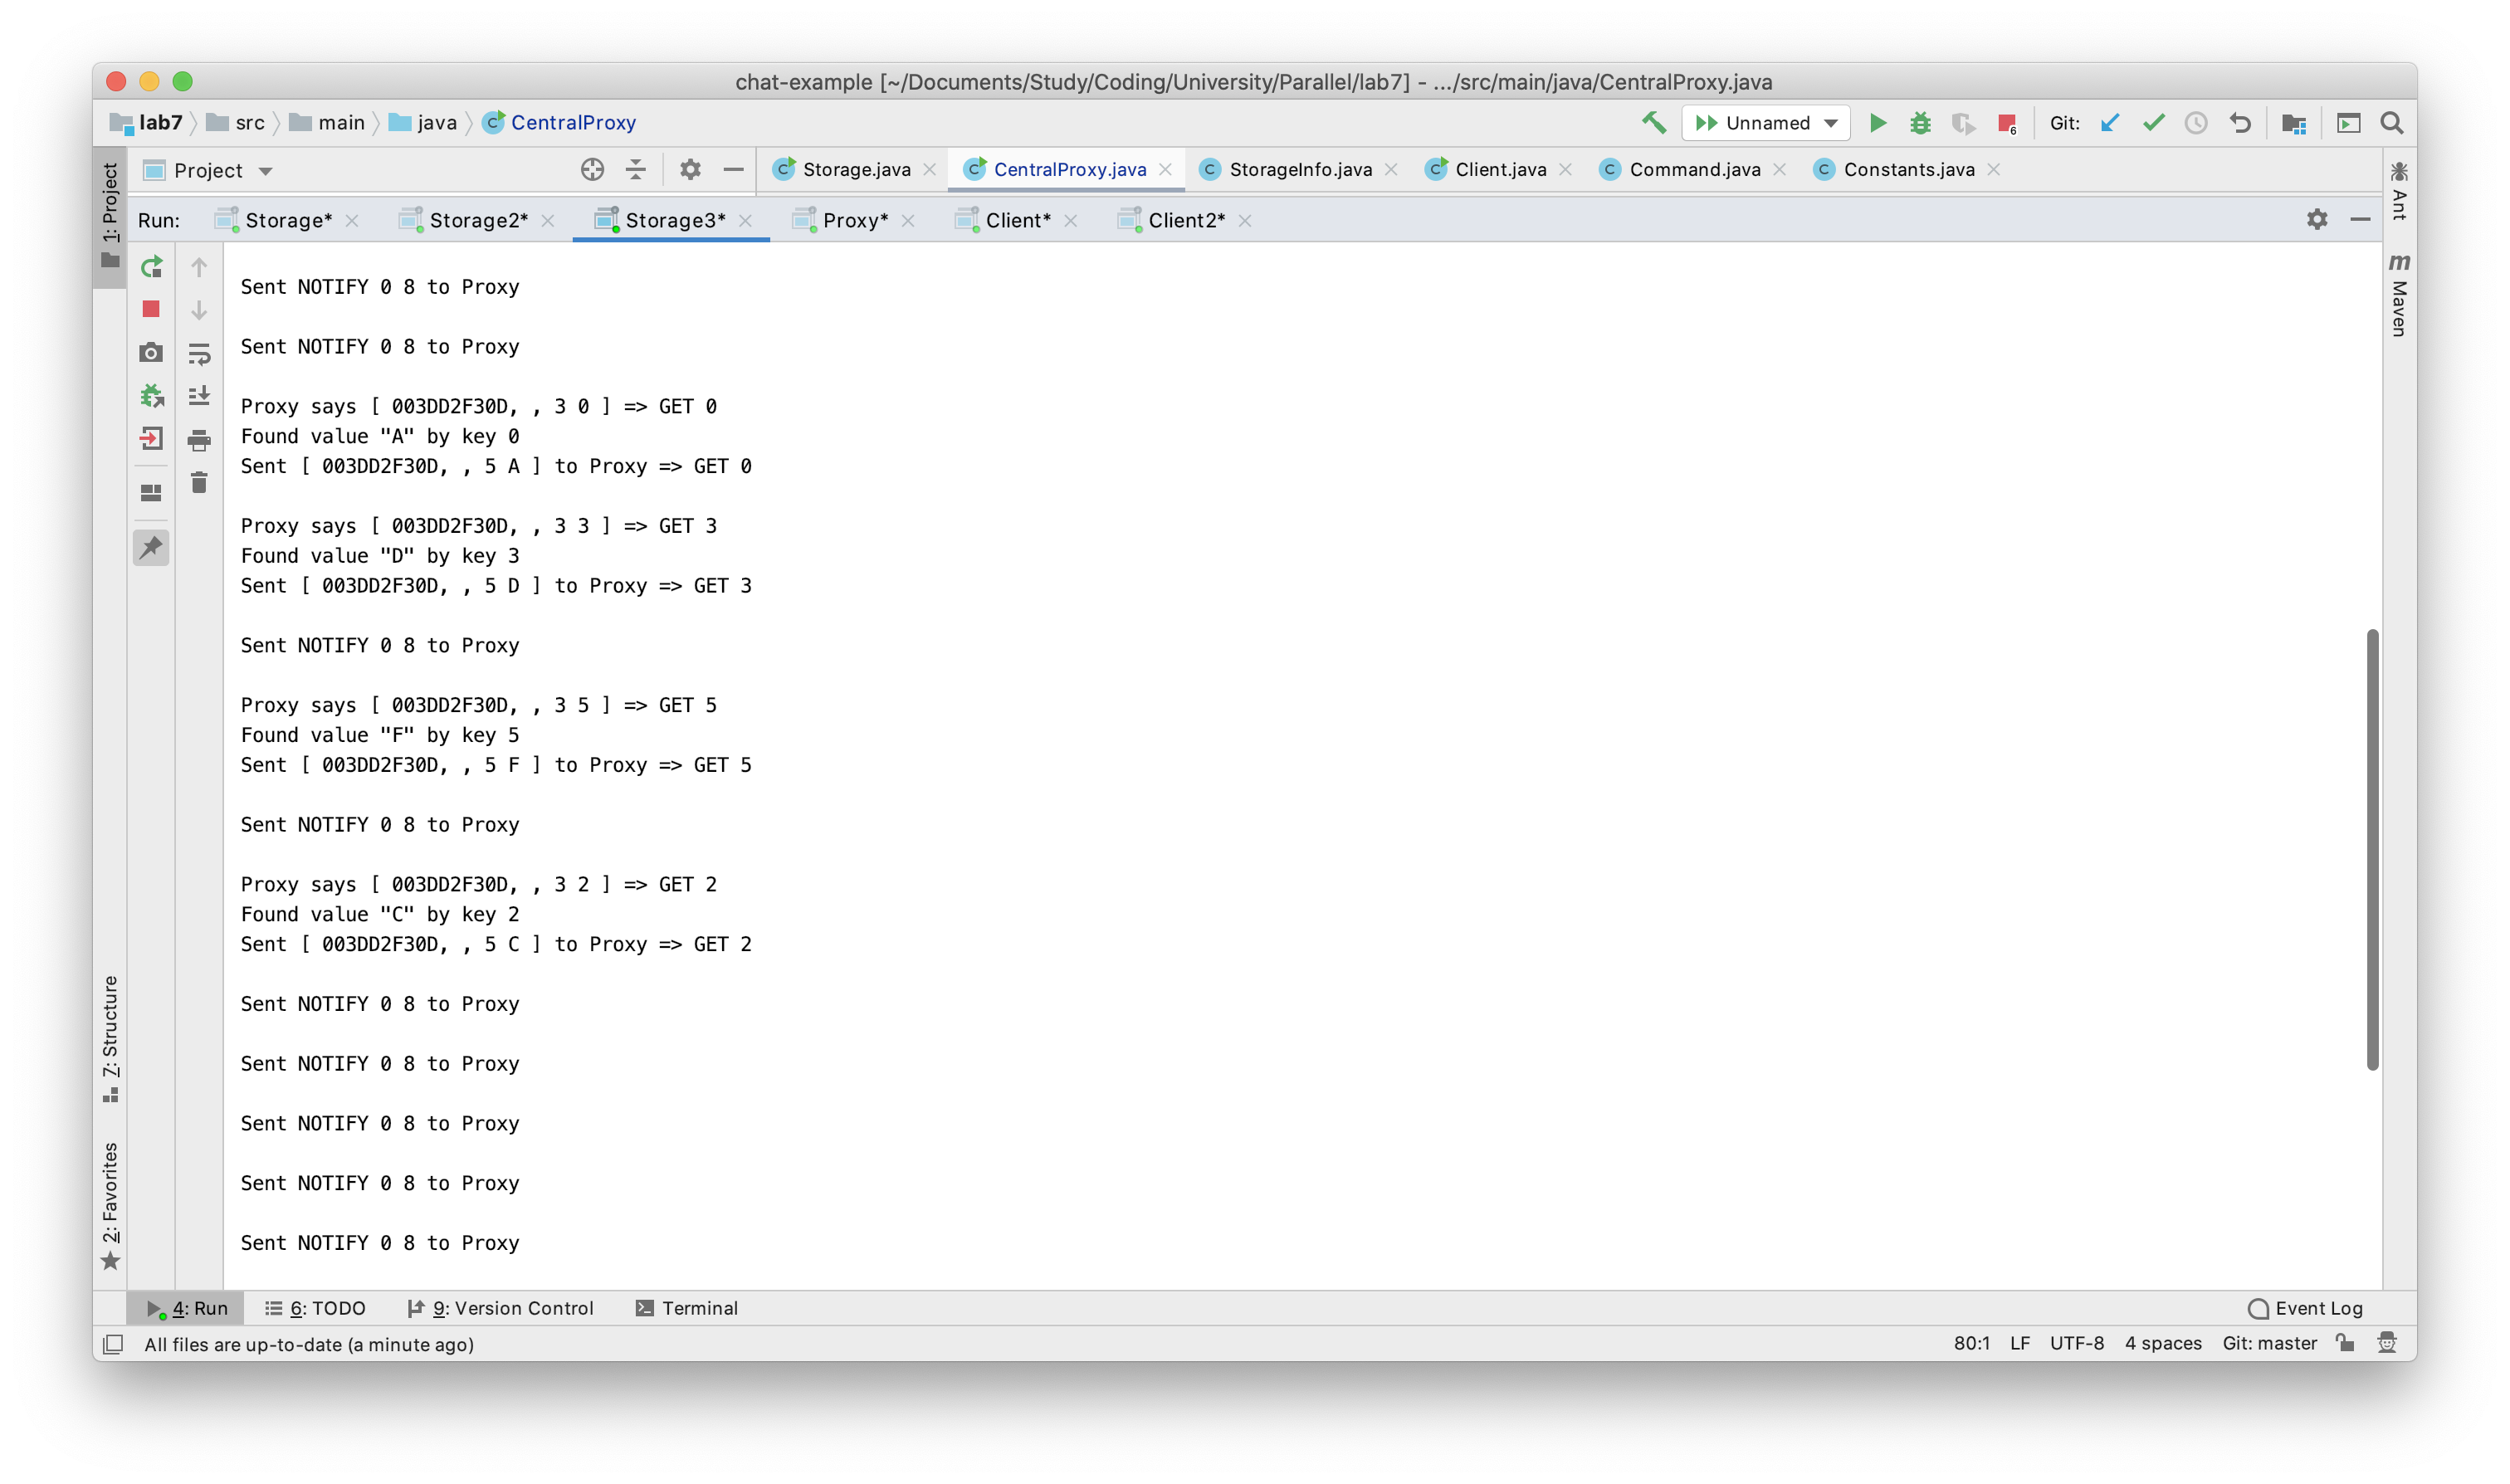 chat-example [~/Documents/Study/Coding/University/Parallel/lab7] - .../src/main/java/CentralProxy.java
lab7 src main java CentralProxy
Unnamed
6
Git:
1: Project
Project
Storage.java
CentralProxy.java
StorageInfo.java
Client.java
Command.java
Constants.java
Ant
Maven
Run:
Storage*
Storage2*
Storage3*
Proxy*
Client*
Client2*
Sent NOTIFY 0 8 to Proxy
Sent NOTIFY 0 8 to Proxy
Proxy says [ 003DD2F30D, , 3 0 ] => GET 0
Found value "A" by key 0
Sent [ 003DD2F30D, , 5 A ] to Proxy => GET 0
Proxy says [ 003DD2F30D, , 3 3 ] => GET 3
Found value "D" by key 3
Sent [ 003DD2F30D, , 5 D ] to Proxy => GET 3
Sent NOTIFY 0 8 to Proxy
Proxy says [ 003DD2F30D, , 3 5 ] => GET 5
Found value "F" by key 5
Sent [ 003DD2F30D, , 5 F ] to Proxy => GET 5
Sent NOTIFY 0 8 to Proxy
Proxy says [ 003DD2F30D, , 3 2 ] => GET 2
Found value "C" by key 2
Sent [ 003DD2F30D, , 5 C ] to Proxy => GET 2
Sent NOTIFY 0 8 to Proxy
Sent NOTIFY 0 8 to Proxy
Sent NOTIFY 0 8 to Proxy
Sent NOTIFY 0 8 to Proxy
Sent NOTIFY 0 8 to Proxy
7: Structure
2: Favorites
4: Run
6: TODO
9: Version Control
Terminal
Event Log
All files are up-to-date (a minute ago)
80:1 LF UTF-8 4 spaces Git: master